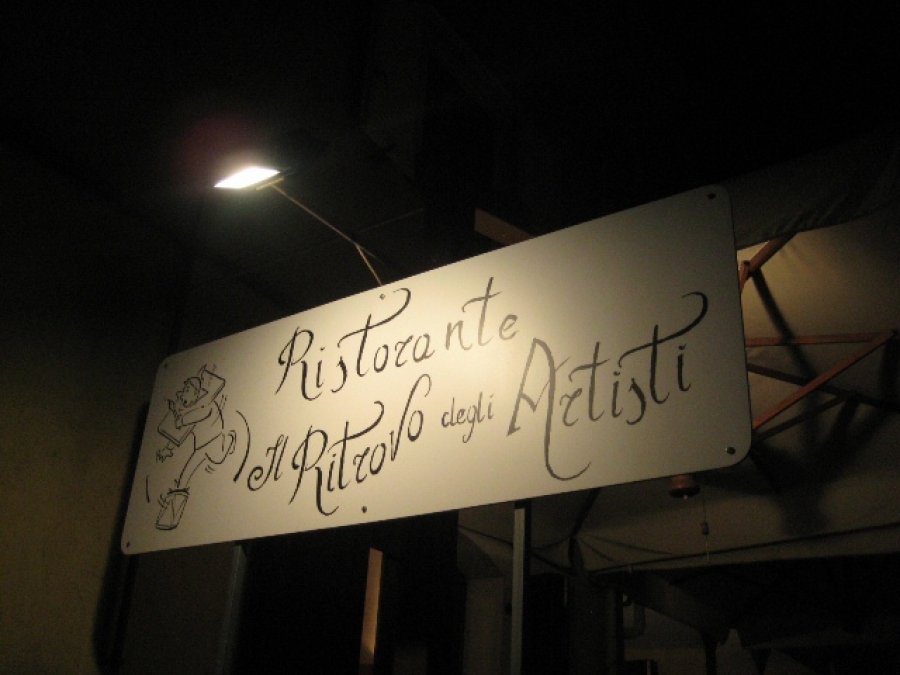 Ristorante
Il Ritrovo degli Artisti